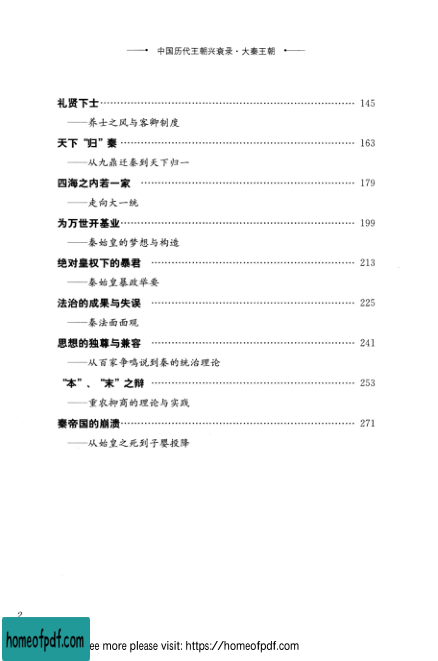 中国历代王朝兴衰录·大秦王朝
礼贤下士 145
——养士之风与客卿制度
天下“归”秦 163
——从九鼎迁秦到天下归一
四海之内若一家 179
——走向大一统
为万世开基业 199
——秦始皇的梦想与构造
绝对皇权下的暴君 213
——秦始皇暴政举要
法治的成果与失误 225
——秦法面面观
思想的独尊与兼容 241
——从百家争鸣说到秦的统治理论
“本”、“末”之辩 253
——重农抑商的理论与实践
秦帝国的崩溃 271
——从始皇之死到子婴投降
2
homeofpdf.com
ee more please visit: https://homeofpdf.com